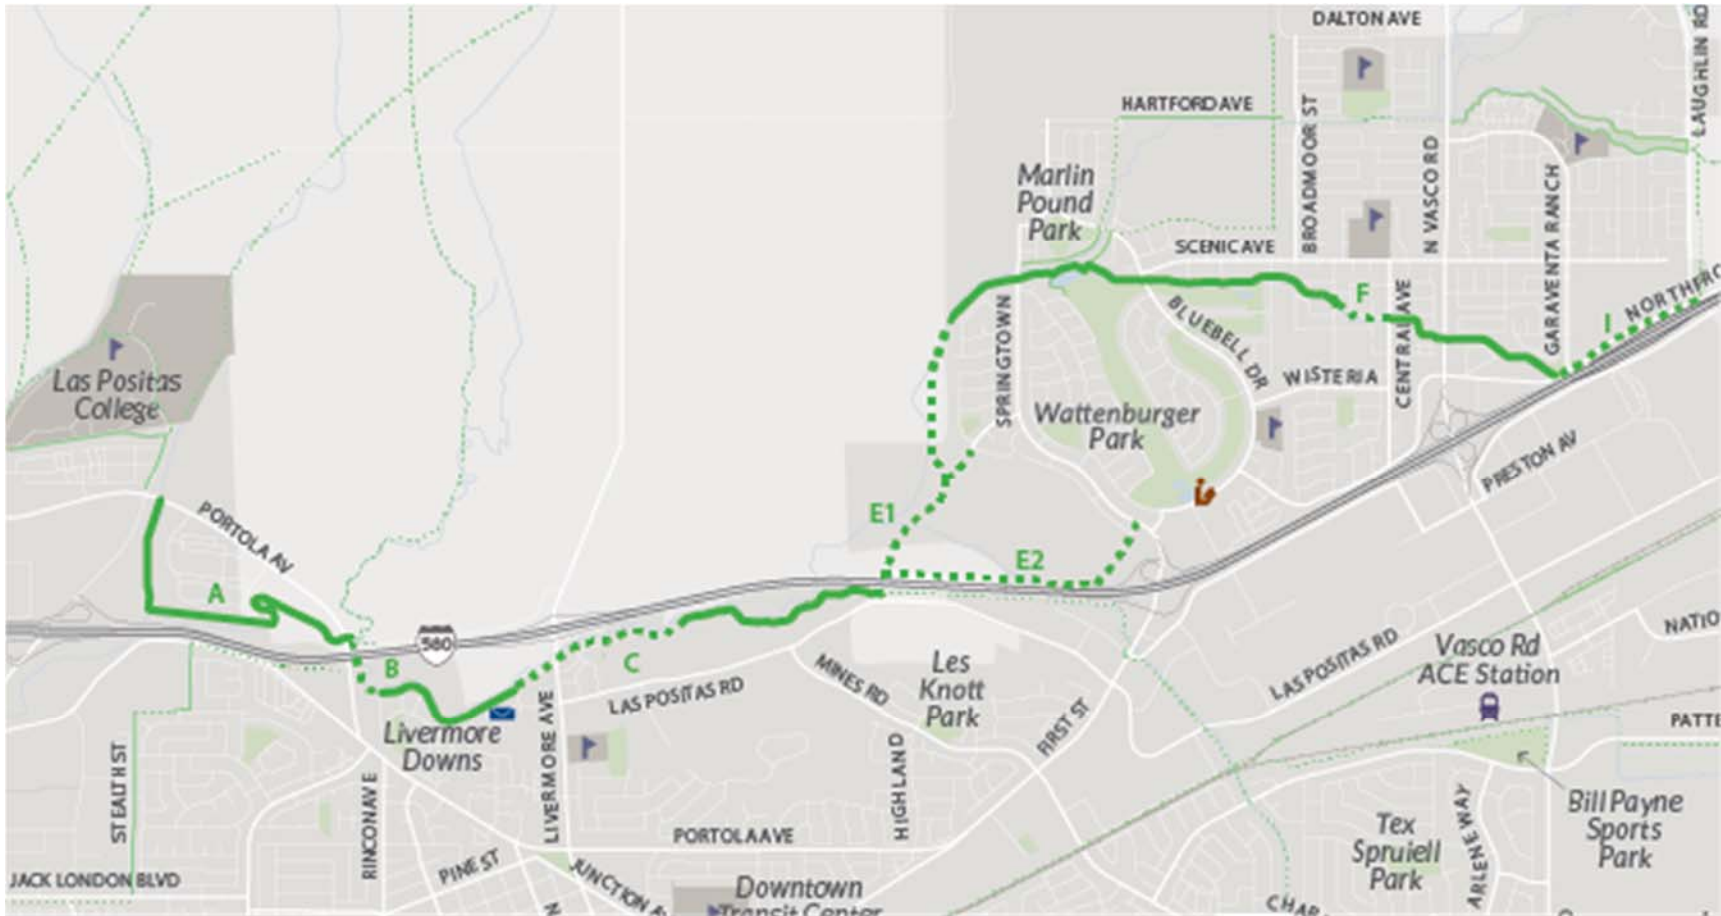 DALTON AVE
LAUGHLIN RD
HARTFORD AVE
BROADMOOR ST
N VASCO RD
GARAVENTA RANCH
Marlin
Pound
Park
SCENIC AVE
NORTHFRO
F
I
CENTRAL AVE
BLUEBELL DR
SPRINGTOWN
WISTERIA
Las Positas
College
Wattenburger
Park
PRESTON AV
PORTOLA AV
E1
E2
A
580
B
C
Les
Knott
Park
LAS POSITAS RD
MINES RD
LAS POSITAS RD
Vasco Rd
ACE Station
NATIO
PATTE
FIRST ST
Livermore
Downs
STEALTH ST
RINCON AVE
LIVERMORE AVE
HIGHLAND
PORTOLA AVE
PINE ST
JUNCTION A
Tex
Spruiell
Park
ARLENE WAY
Bill Payne
Sports
Park
JACK LONDON BLVD
Downtown
Transit Center
N
CHAR